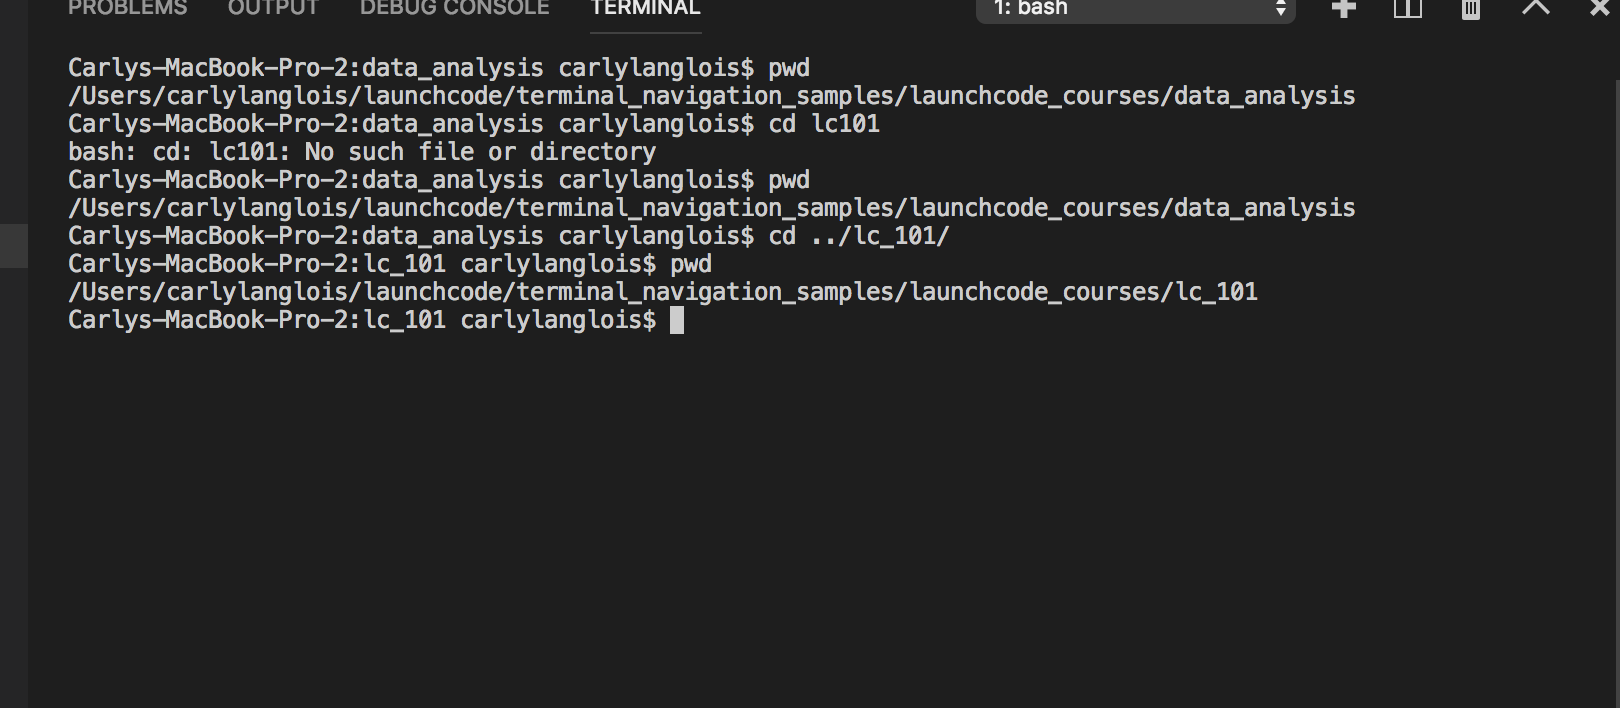 PROBLEMS OUTPUT DEBUG CONSOLE TERMINAL 1: bash
Carlys-MacBook-Pro-2:data_analysis carlylanglois$ pwd
/Users/carlylanglois/launchcode/terminal_navigation_samples/launchcode_courses/data_analysis
Carlys-MacBook-Pro-2:data_analysis carlylanglois$ cd lc101
bash: cd: lc101: No such file or directory
Carlys-MacBook-Pro-2:data_analysis carlylanglois$ pwd
/Users/carlylanglois/launchcode/terminal_navigation_samples/launchcode_courses/data_analysis
Carlys-MacBook-Pro-2:data_analysis carlylanglois$ cd ../lc_101/
Carlys-MacBook-Pro-2:lc_101 carlylanglois$ pwd
/Users/carlylanglois/launchcode/terminal_navigation_samples/launchcode_courses/lc_101
Carlys-MacBook-Pro-2:lc_101 carlylanglois$